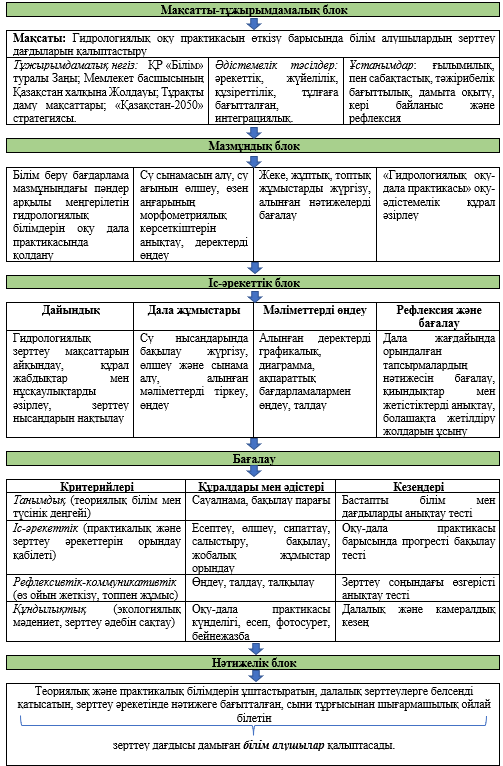 Мақсатты-тұжырымдамалық блок
Мақсаты: Гидрологиялық оқу практикасын өткізу барысында білім алушылардың зерттеу
дағдыларын қалыптастыру
Тұжырымдамалық негіз: ҚР «Білім»
туралы Заңы; Мемлекет басшысының
Қазақстан халқына Жолдауы; Тұрақты
даму мақсаттары; «Қазақстан-2050»
стратегиясы.
Әдістемелік тәсілдер:
әрекеттік, жүйелілік,
құзіреттілік, тұлғаға
бағытталған,
интеграциялық.
Ұстанымдар: ғылымилық,
пен сабақтастық, тәжірибелік
бағыттылық, дамыта оқыту,
кері байланыс және
рефлексия
Мазмұндық блок
Білім беру бағдарлама
мазмұнындағы пәндер
арқылы меңгерілетін
гидрологиялық
білімдерін оқу дала
практикасында
қолдану
Су сынамасын алу, су
ағынын өлшеу, өзен
аңғарының
морфометриялық
көрсеткіштерін
анықтау, деректерді
өңдеу
Жеке, жұптық, топтық
жұмыстарды жүргізу,
алынған нәтижелерді
бағалау
«Гидрологиялық оқу-
дала практикасы» оқу-
әдістемелік құрал
әзірлеу
Іс-әрекеттік блок
Дайындық
Гидрологиялық
зерттеу мақсаттарын
айқындау, құрал
жабдықтар мен
нұсқаулықтарды
әзірлеу, зерттеу
нысандарын нақтылау
Дала жұмыстары
Су нысандарында
бақылау жүргізу,
өлшеу және сынама
алу, алынған
мәліметтерді тіркеу,
өңдеу
Мәліметтерді өңдеу
Алынған деректерді
графикалық,
диаграмма,
ақпараттық
бағдарламалармен
өңдеу, талдау
Рефлексия және
бағалау
Дала жағдайында
орындалған
тапсырмалардың
нәтижесін бағалау,
қиындықтар мен
жетістіктерді анықтау,
болашақта жетілдіру
жолдарын ұсыну
Бағалау
Критерийлері
Құралдары мен әдістері
Кезеңдері
Танымдық (теориялық білім мен
түсінік деңгейі)
Сауалнама, бақылау парағы
Бастапты білім мен
дағдыларды анықтау тесті
Іс-әрекеттік (практикалық және
зерттеу әрекеттерін орындау
қабілеті)
Есептеу, өлшеу, сипаттау,
салыстыру, бақылау,
жобалық жұмыстар
орындау
Оқу-дала практикасы
барысында прогресті бақылау
тесті
Рефлексивтік-коммуникативтік
(өз ойын жеткізу, топпен жұмыс)
Өңдеу, талдау, талқылау
Зерттеу соңындағы өзгерісті
анықтау тесті
Құндылықтық (экологиялық
мәдениет, зерттеу әдебін сақтау)
Оқу-дала практикасы
күнделігі, есеп, фотосурет,
бейнежазба
Далалық және камералдық
кезең
Нәтижелік блок
Теориялық және практикалық білімдерін ұштастыратын, далалық зерттеулерге белсенді
қатысатын, зерттеу әрекетінде нәтижеге бағытталған, сыни тұрғысынан шығармашылық ойлай
білетін
зерттеу дағдысы дамыған білім алушылар қалыптасады.